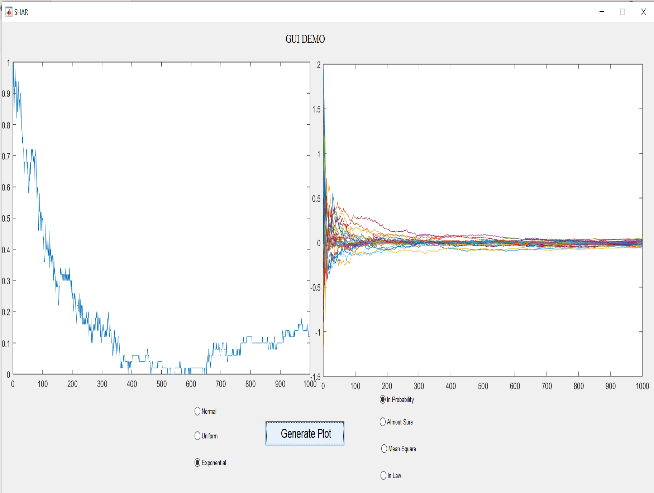 SHAR
GUI DEMO
1
0.9
0.8
0.7
0.6
0.5
0.4
0.3
0.2
0.1
0
0 100 200 300 400 500 600 700 800 900 1000
2
1.5
1
0.5
0
-0.5
-1
-1.5
0 100 200 300 400 500 600 700 800 900 1000
Normal
Uniform
Exponential
Generate Plot
In Probability
Almost Sure
Mean Square
In Law